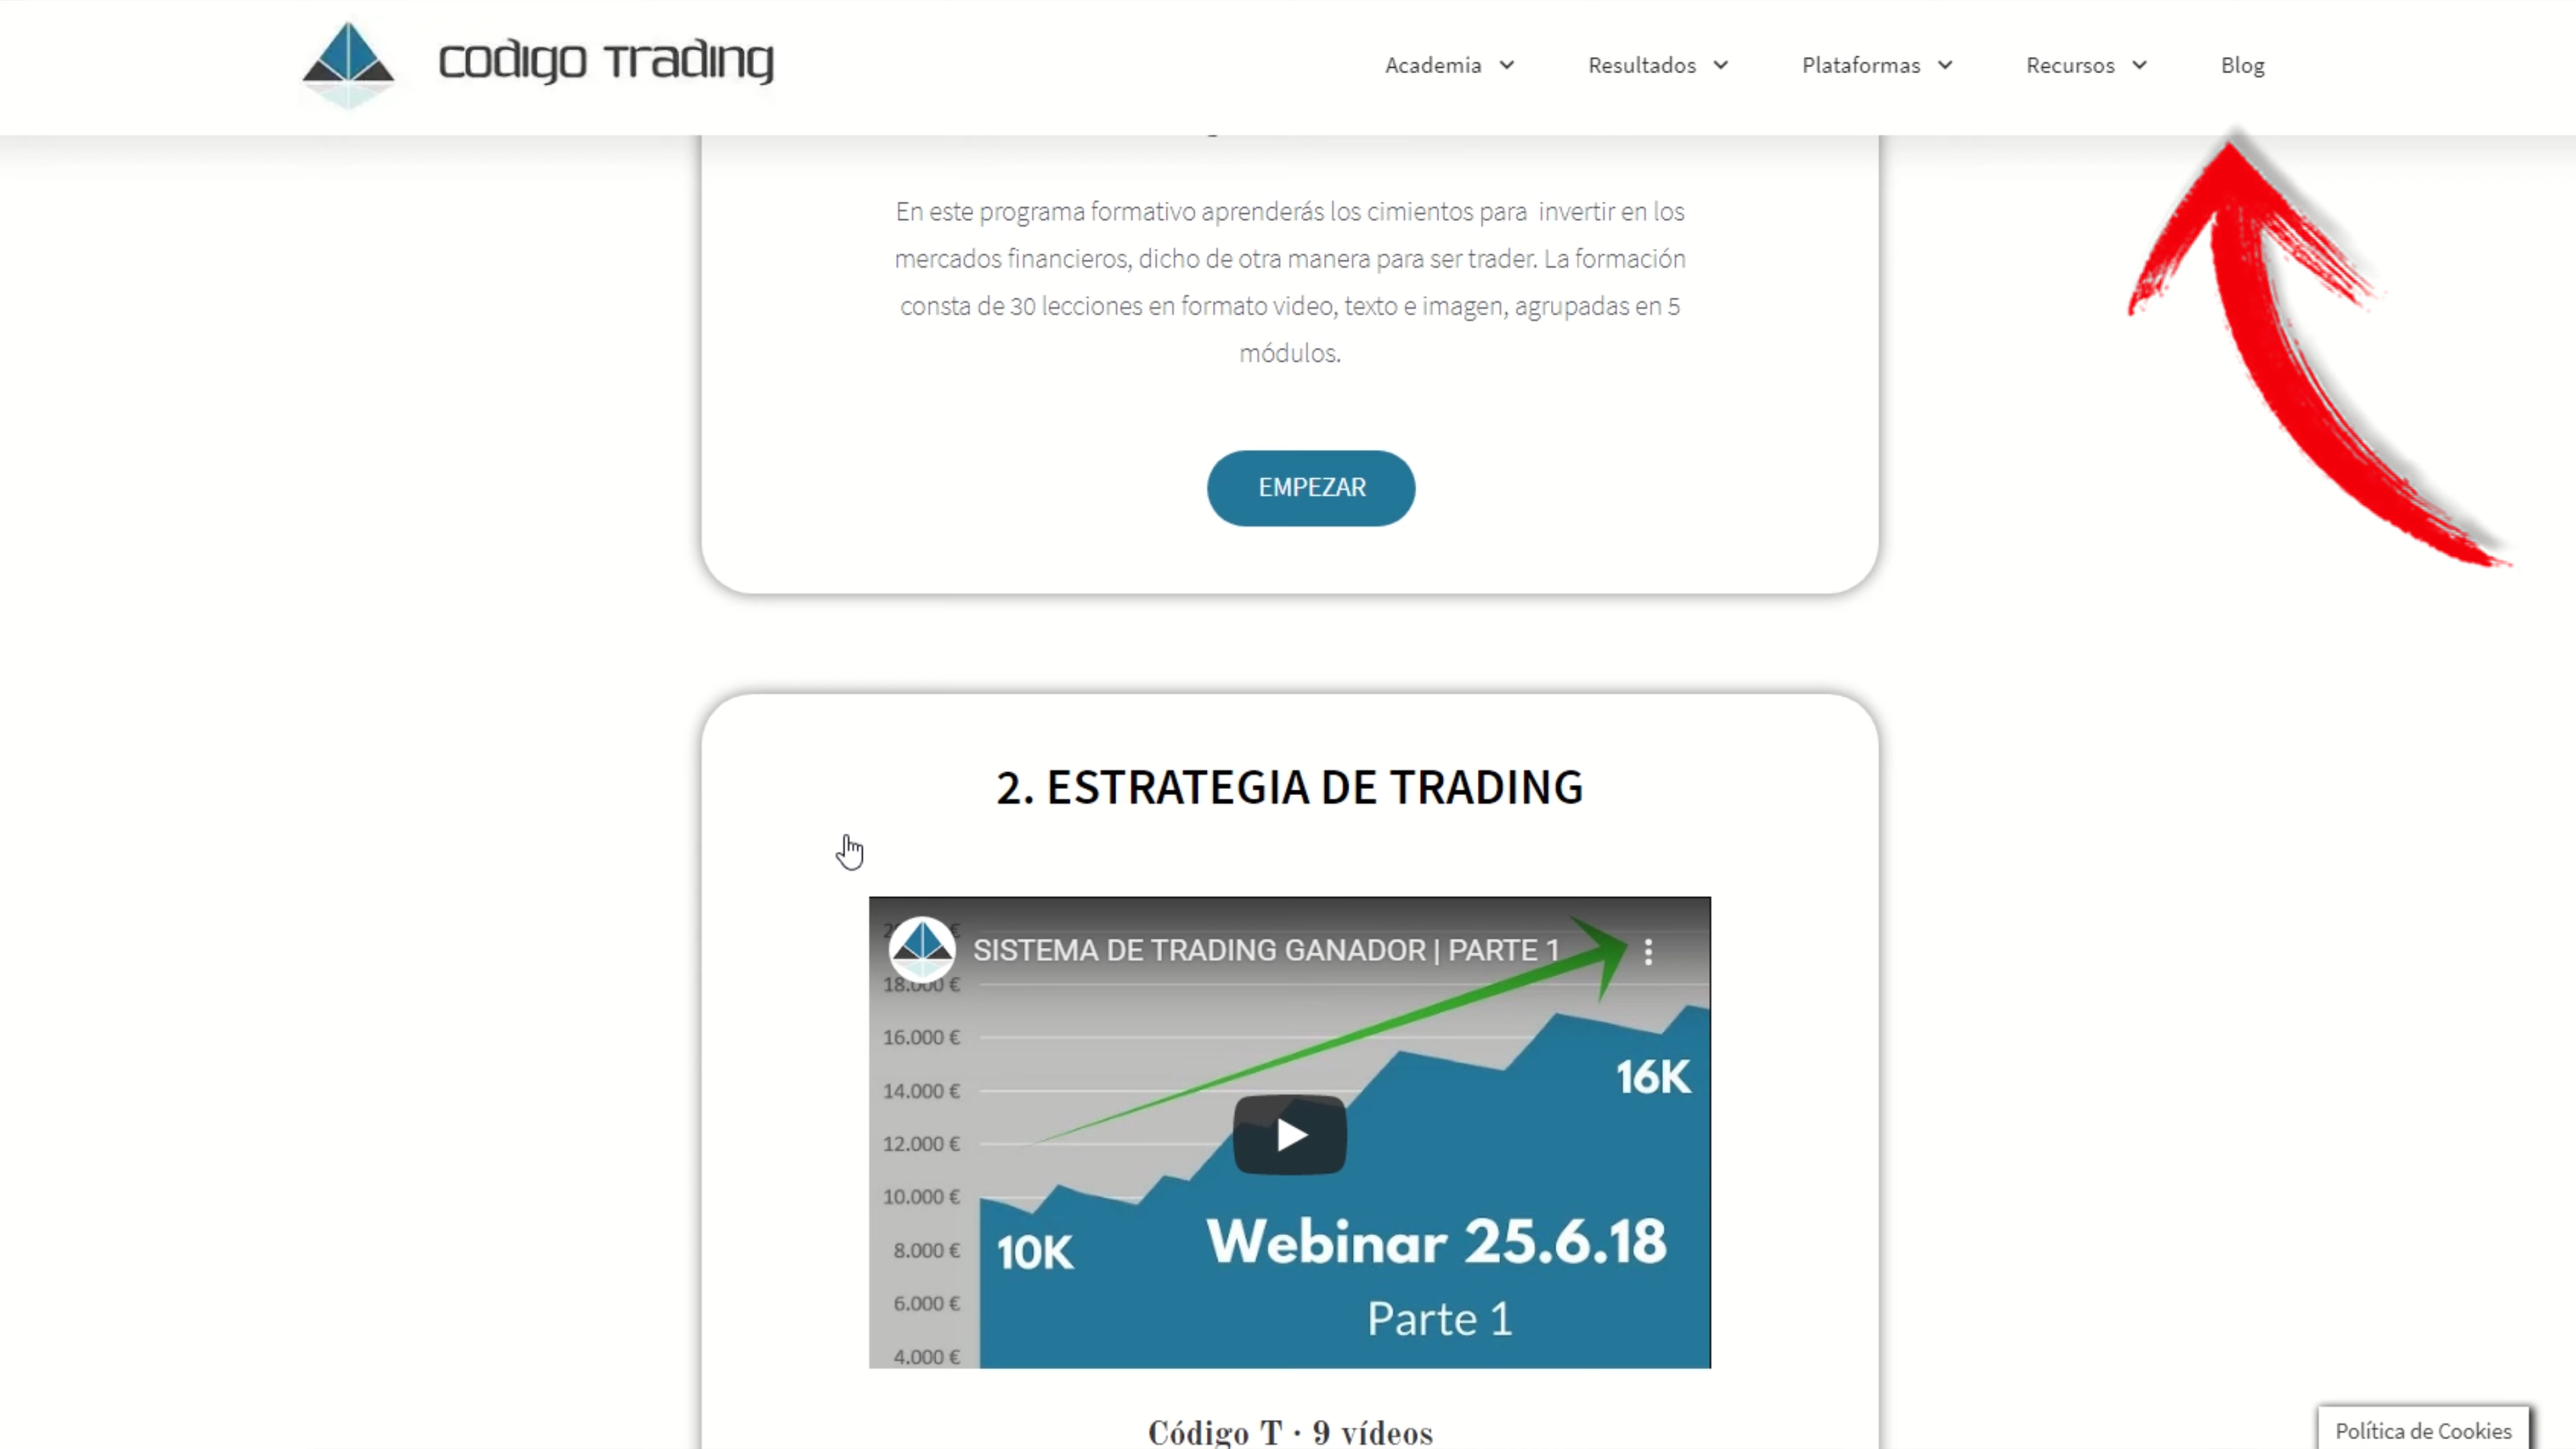 codigo Trading
Academia
Resultados
Plataformas
Recursos
Blog
En este programa formativo aprenderás los cimientos para invertir en los
mercados financieros, dicho de otra manera para ser trader. La formación
consta de 30 lecciones en formato video, texto e imagen, agrupadas en 5
módulos.
EMPEZAR
2. ESTRATEGIA DE TRADING
SISTEMA DE TRADING GANADOR | PARTE 1
18.000 €
16.000 €
14.000 €
12.000 €
10.000 €
8.000 €
6.000 €
4.000 €
16K
10K
Webinar 25.6.18
Parte 1
Código T · 9 vídeos
Política de Cookies